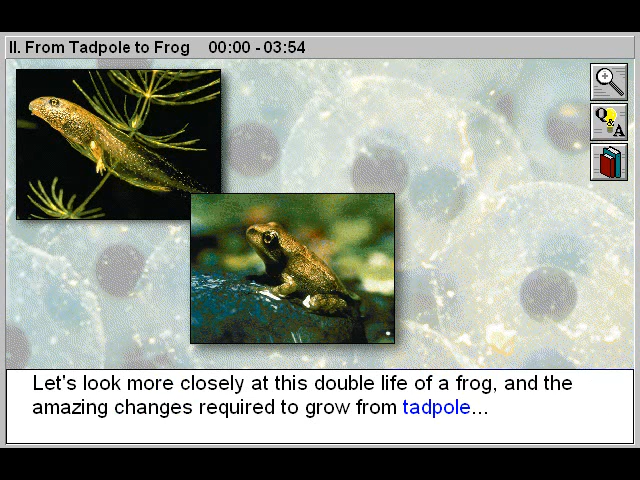 II. From Tadpole to Frog 00:00 - 03:54
Q&A
Let's look more closely at this double life of a frog, and the
amazing changes required to grow from tadpole...